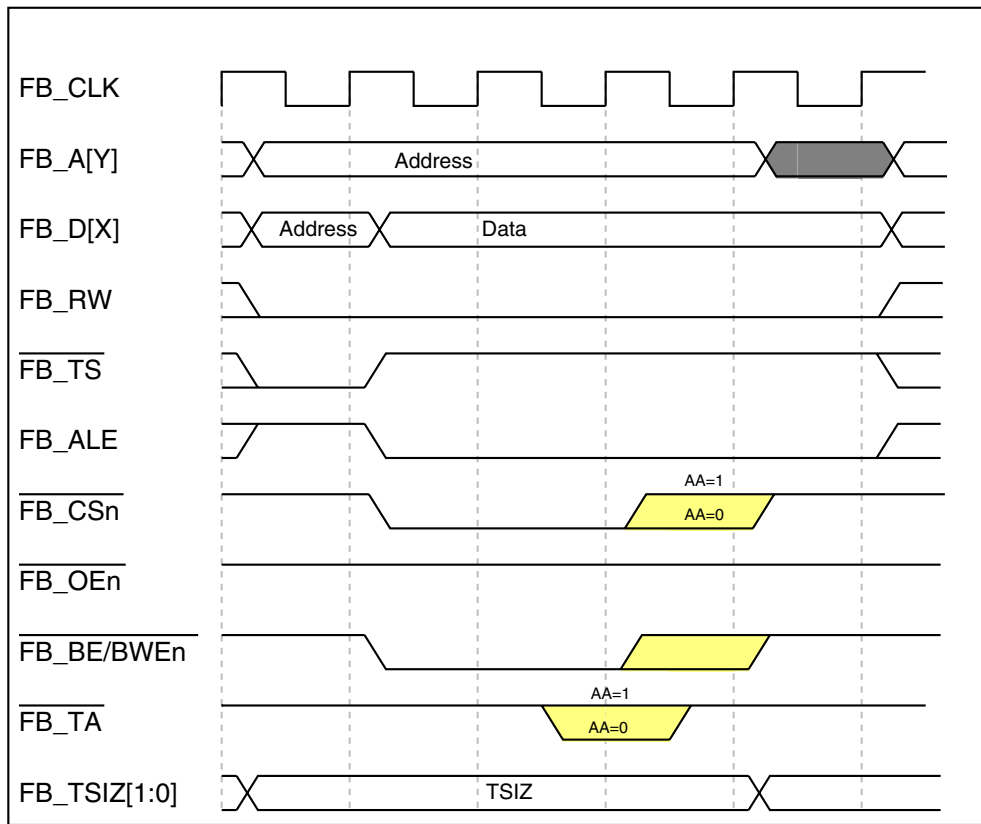 FB_CLK
FB_A[Y]
Address
FB_D[X]
Address
Data
FB_RW
FB_TS
FB_ALE
FB_CSn
AA=1
AA=0
FB_OEn
FB_BE/BWEn
FB_TA
AA=1
AA=0
FB_TSIZ[1:0]
TSIZ